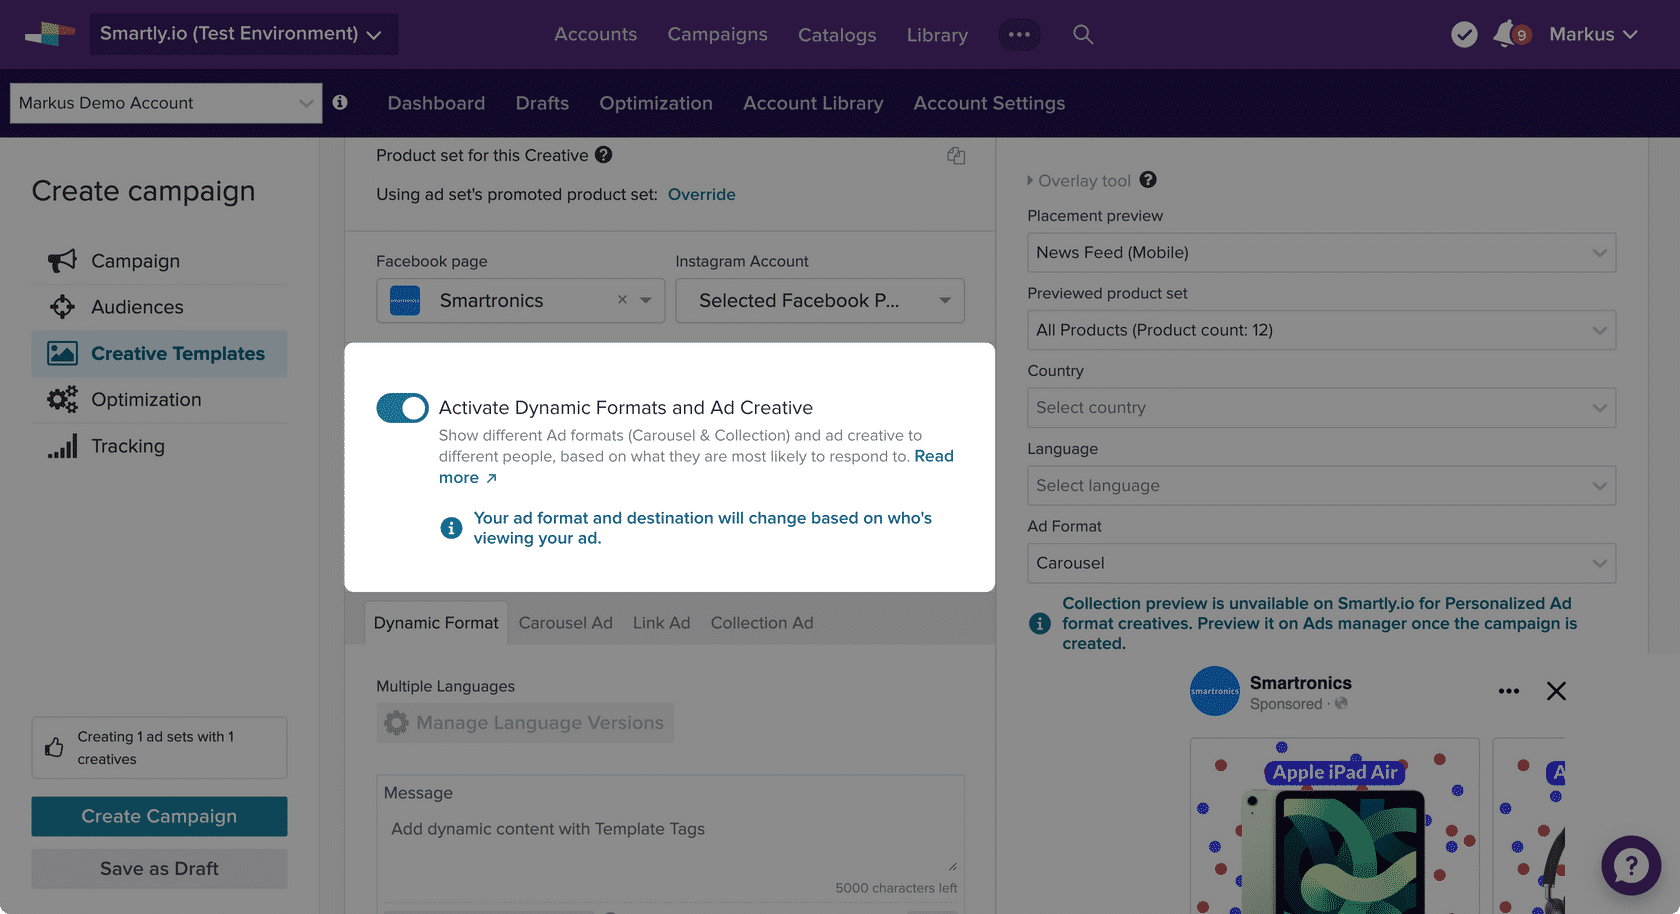 Smartly.io (Test Environment)
Accounts
Campaigns
Catalogs
Library
9
Markus
Markus Demo Account
Dashboard
Drafts
Optimization
Account Library
Account Settings
Create campaign
Campaign
Audiences
Creative Templates
Optimization
Tracking
Creating 1 ad sets with 1
creatives
Create Campaign
Save as Draft
Product set for this Creative
Using ad set's promoted product set: Override
Facebook page
Instagram Account
smartronics
Smartronics
Selected Facebook P...
Activate Dynamic Formats and Ad Creative
Show different Ad formats (Carousel & Collection) and ad creative to
different people, based on what they are most likely to respond to. Read
more ↗
Your ad format and destination will change based on who's
viewing your ad.
Dynamic Format
Carousel Ad
Link Ad
Collection Ad
Multiple Languages
Manage Language Versions
Message
Add dynamic content with Template Tags
5000 characters left
Overlay tool
Placement preview
News Feed (Mobile)
Previewed product set
All Products (Product count: 12)
Country
Select country
Language
Select language
Ad Format
Carousel
Collection preview is unvailable on Smartly.io for Personalized Ad
format creatives. Preview it on Ads manager once the campaign is
created.
smartronics
Smartronics
Sponsored ·
Apple iPad Air
A